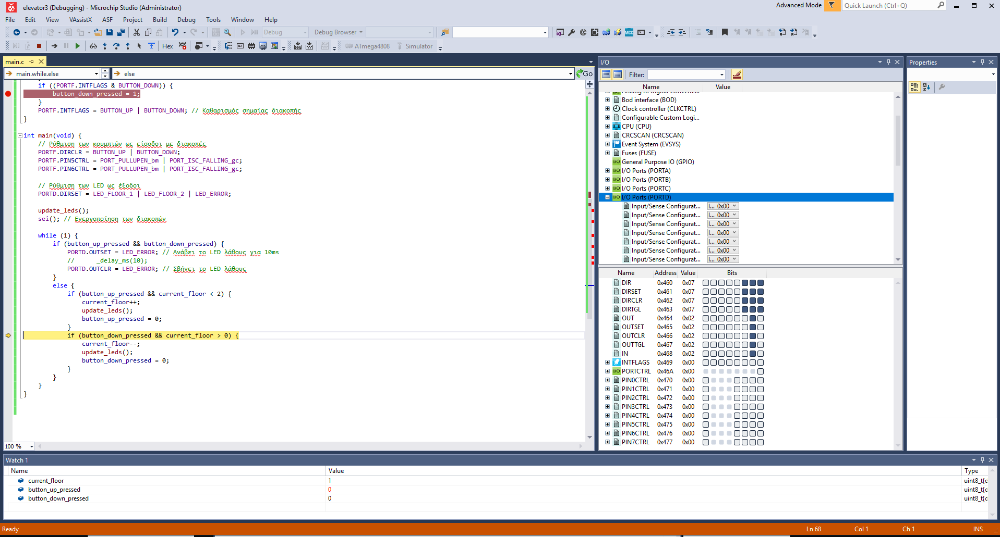 elevator3 (Debugging) - Microchip Studio (Administrator)
Advanced Mode
Quick Launch (Ctrl+Q)
File Edit View VAssistX ASF Project Build Debug Tools Window Help
Debug Debug Browser
Hex ATmega4808 Simulator
main.c
main.while.else else Go
if ((PORTF.INTFLAGS & BUTTON_DOWN)) {
button_down_pressed = 1;
}
PORTF.INTFLAGS = BUTTON_UP | BUTTON_DOWN; // Καθαρισμός σημαίας διακοπής
}
int main(void) {
// Ρύθμιση των κουμπιών ως είσοδοι με διακοπές
PORTF.DIRCLR = BUTTON_UP | BUTTON_DOWN;
PORTF.PIN5CTRL = PORT_PULLUPEN_bm | PORT_ISC_FALLING_gc;
PORTF.PIN6CTRL = PORT_PULLUPEN_bm | PORT_ISC_FALLING_gc;
// Ρύθμιση των LED ως έξοδοι
PORTD.DIRSET = LED_FLOOR_1 | LED_FLOOR_2 | LED_ERROR;
update_leds();
sei(); // Ενεργοποίηση των διακοπών
while (1) {
if (button_up_pressed && button_down_pressed) {
PORTD.OUTSET = LED_ERROR; // Ανάβει το LED λάθους για 10ms
// _delay_ms(10);
PORTD.OUTCLR = LED_ERROR; // Σβήνει το LED λάθους
}
else {
if (button_up_pressed && current_floor < 2) {
current_floor++;
update_leds();
button_up_pressed = 0;
}
if (button_down_pressed && current_floor > 0) {
current_floor--;
update_leds();
button_down_pressed = 0;
}
}
}
}
100 %
I/O
Filter:
Name Value
Bod interface (BOD)
Clock controller (CLKCTRL)
Configurable Custom Logi...
CPU (CPU)
CRCSCAN (CRCSCAN)
Event System (EVSYS)
Fuses (FUSE)
I/O General Purpose IO (GPIO)
I/O I/O Ports (PORTA)
I/O I/O Ports (PORTB)
I/O I/O Ports (PORTC)
I/O I/O Ports (PORTD)
Input/Sense Configurat... I... 0x00
Input/Sense Configurat... I... 0x00
Input/Sense Configurat... I... 0x00
Input/Sense Configurat... I... 0x00
Input/Sense Configurat... I... 0x00
Input/Sense Configurat... I... 0x00
Input/Sense Configurat... I... 0x00
Name Address Value Bits
DIR 0x460 0x07
DIRSET 0x461 0x07
DIRCLR 0x462 0x07
DIRTGL 0x463 0x07
OUT 0x464 0x02
OUTSET 0x465 0x02
OUTCLR 0x466 0x02
OUTTGL 0x467 0x02
IN 0x468 0x02
INTFLAGS 0x469 0x00
I/O PORTCTRL 0x46A 0x00
PIN0CTRL 0x470 0x00
PIN1CTRL 0x471 0x00
PIN2CTRL 0x472 0x00
PIN3CTRL 0x473 0x00
PIN4CTRL 0x474 0x00
PIN5CTRL 0x475 0x00
PIN6CTRL 0x476 0x00
PIN7CTRL 0x477 0x00
Properties
Watch 1
Name Value Type
current_floor 1 uint8_t{d
button_up_pressed 0 uint8_t{d
button_down_pressed 0 uint8_t{d
Ready Ln 68 Col 1 Ch 1 INS